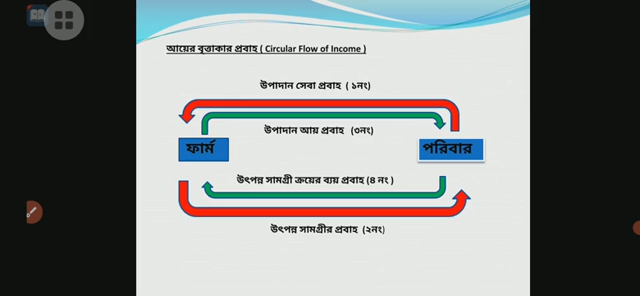 আয়ের বৃত্তাকার প্রবাহ ( Circular Flow of Income )
উপাদান সেবা প্রবাহ ( ১নং)
উপাদান আয় প্রবাহ (৩নং)
ফার্ম
পরিবার
উৎপন্ন সামগ্রী ক্রয়ের ব্যয় প্রবাহ (৪ নং )
উৎপন্ন সামগ্রীর প্রবাহ (২নং)